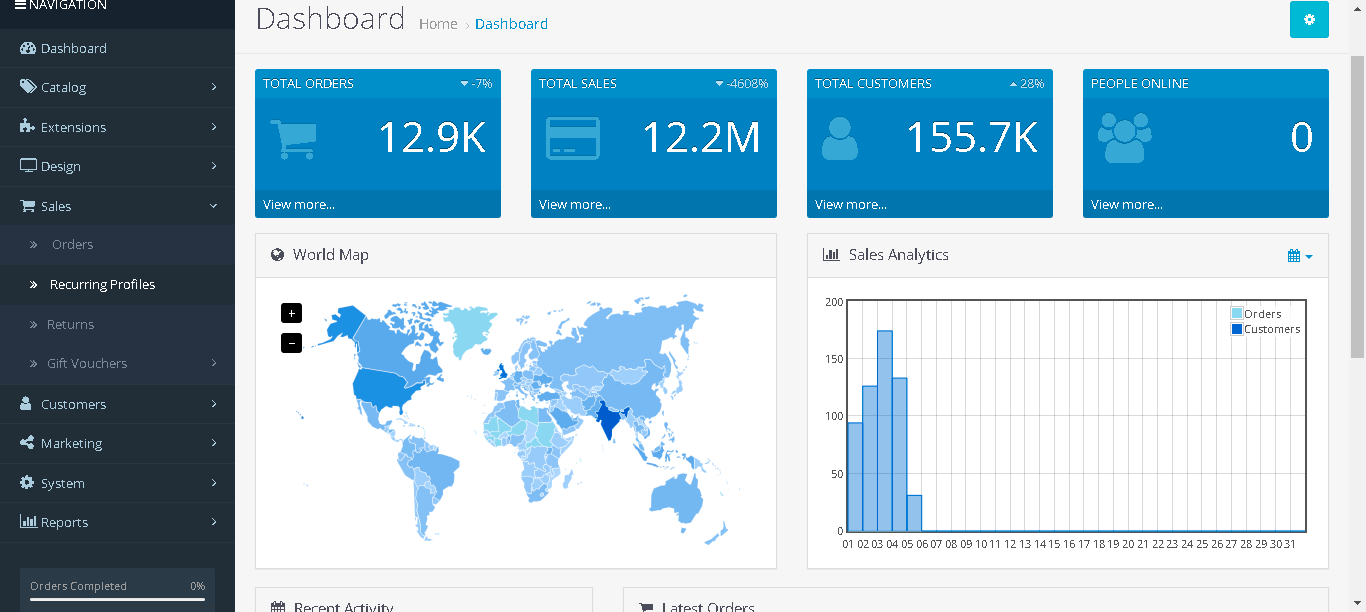 NAVIGATION
Dashboard
Catalog
Extensions
Design
Sales
Orders
Recurring Profiles
Returns
Gift Vouchers
Customers
Marketing
System
Reports
Orders Completed 0%
Dashboard Home › Dashboard
TOTAL ORDERS -7%
12.9K
View more...
TOTAL SALES -4608%
12.2M
View more...
TOTAL CUSTOMERS 28%
155.7K
View more...
PEOPLE ONLINE
0
View more...
World Map
+
−
Sales Analytics
Orders
Customers
200
150
100
50
0
01 02 03 04 05 06 07 08 09 10 11 12 13 14 15 16 17 18 19 20 21 22 23 24 25 26 27 28 29 30 31
Recent Activity
Latest Orders